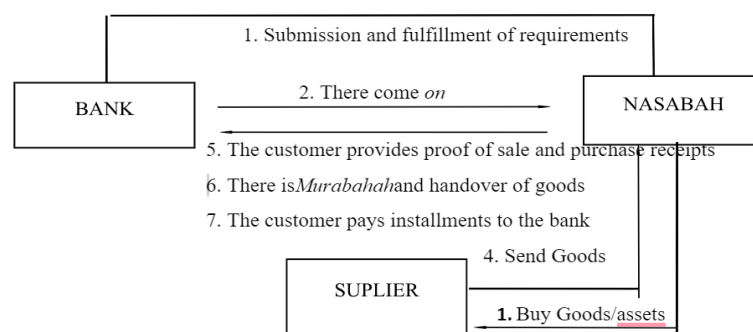 1. Submission and fulfillment of requirements
BANK
2. There come on
NASABAH
5. The customer provides proof of sale and purchase receipts
6. There isMurabahahand handover of goods
7. The customer pays installments to the bank
4. Send Goods
SUPLIER
1. Buy Goods/assets